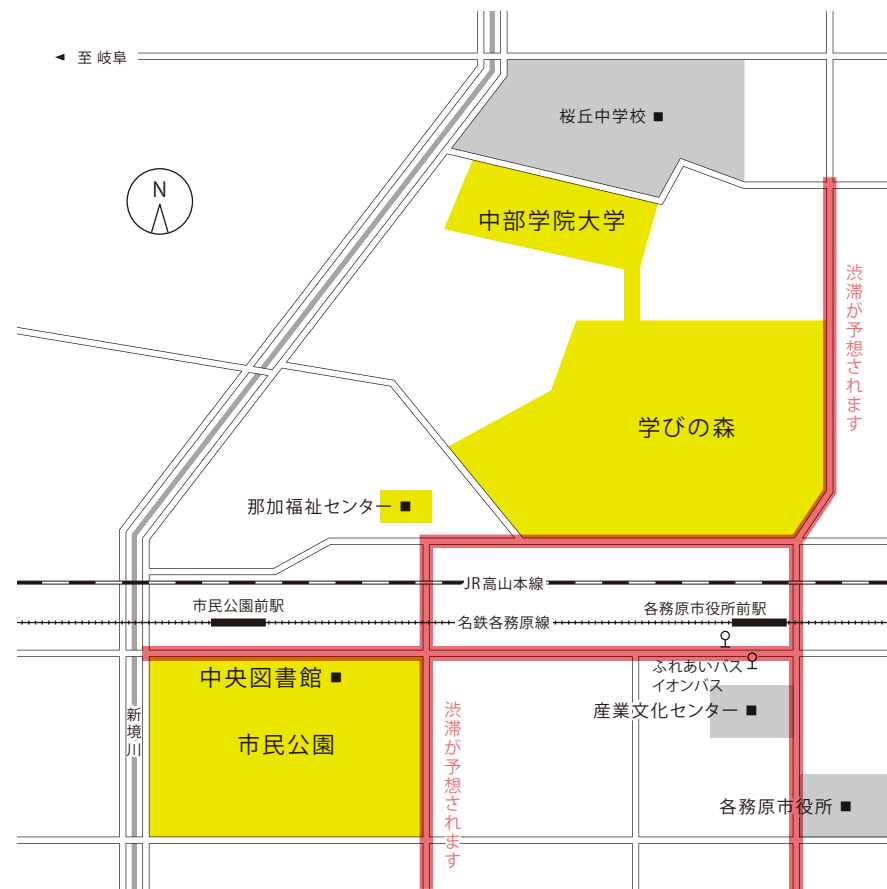 至 岐阜
桜丘中学校
N
中部学院大学
渋滞が予想されます
学びの森
那加福祉センター
JR高山本線
市民公園前駅
各務原市役所前駅
名鉄各務原線
ふれあいバス
イオンバス
中央図書館
新境川
産業文化センター
市民公園
渋滞が予想されます
各務原市役所